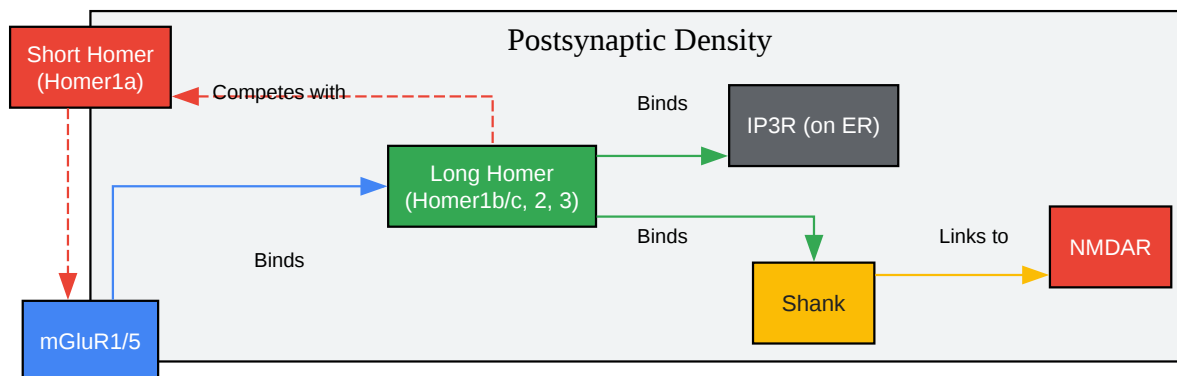 Postsynaptic Density
Short Homer
(Homer1a)
Competes with
Binds
IP3R (on ER)
Long Homer
(Homer1b/c, 2, 3)
Binds
Links to
NMDAR
Binds
Shank
mGluR1/5